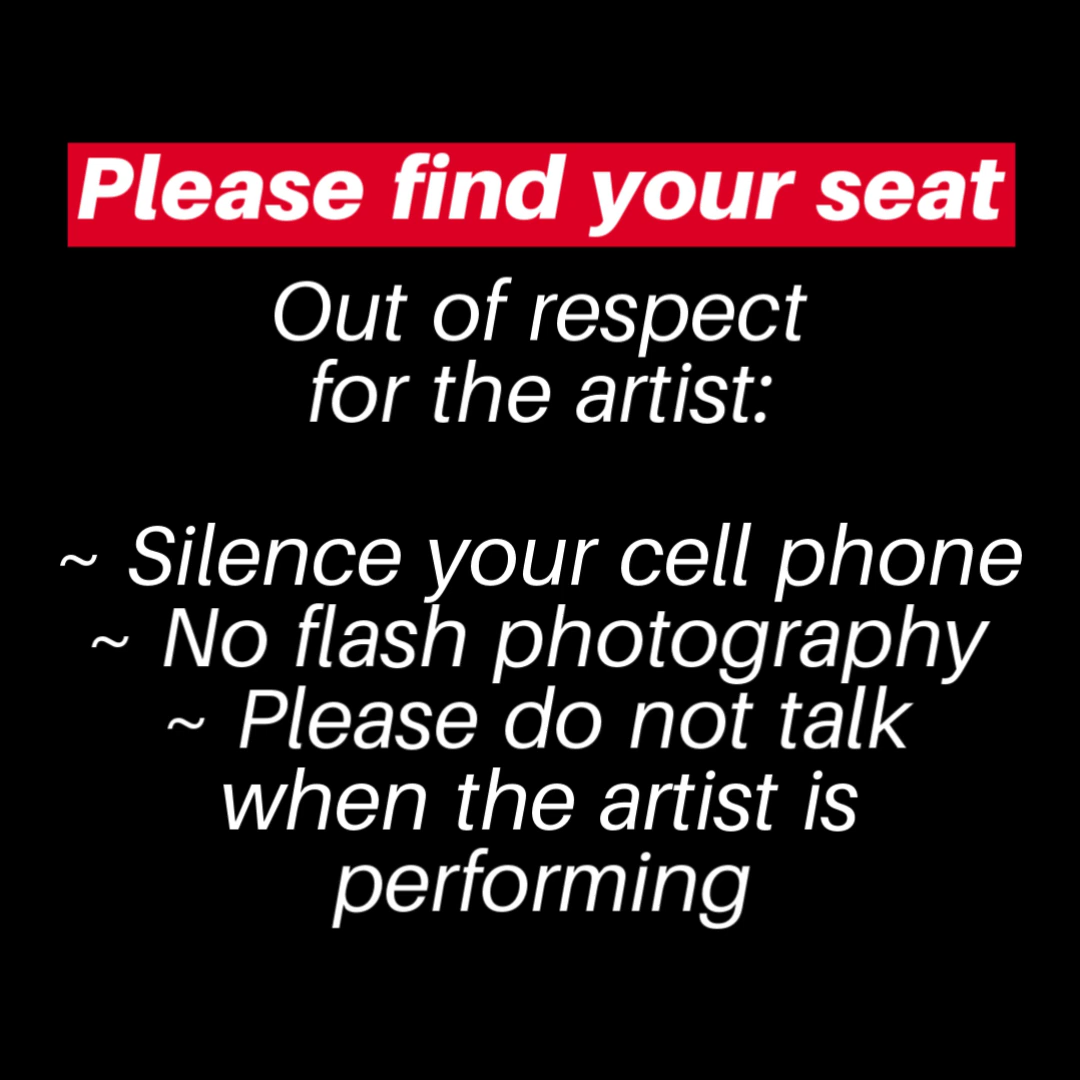 Please find your seat
Out of respect
for the artist:
~ Silence your cell phone
~ No flash photography
~ Please do not talk
when the artist is
performing